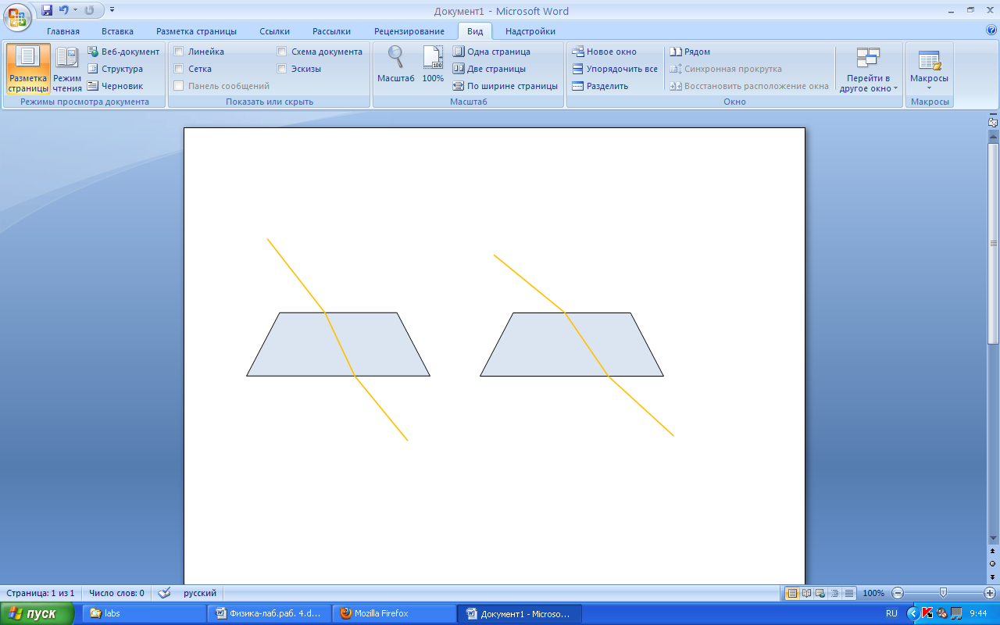 Документ1 - Microsoft Word
Главная Вставка Разметка страницы Ссылки Рассылки Рецензирование Вид Надстройки
Разметка страницы
Режим чтения
Веб-документ
Структура
Черновик
Режимы просмотра документа
Линейка
Сетка
Панель сообщений
Схема документа
Эскизы
Показать или скрыть
Масштаб
100
100%
Одна страница
Две страницы
По ширине страницы
Масштаб
Новое окно
Упорядочить все
Разделить
Рядом
Синхронная прокрутка
Восстановить расположение окна
Перейти в другое окно
Окно
Макросы
Макросы
Страница: 1 из 1 Число слов: 0 русский 100%
пуск labs Физика-лаб.раб. 4.d... Mozilla Firefox Документ1 - Microso... RU 9:44